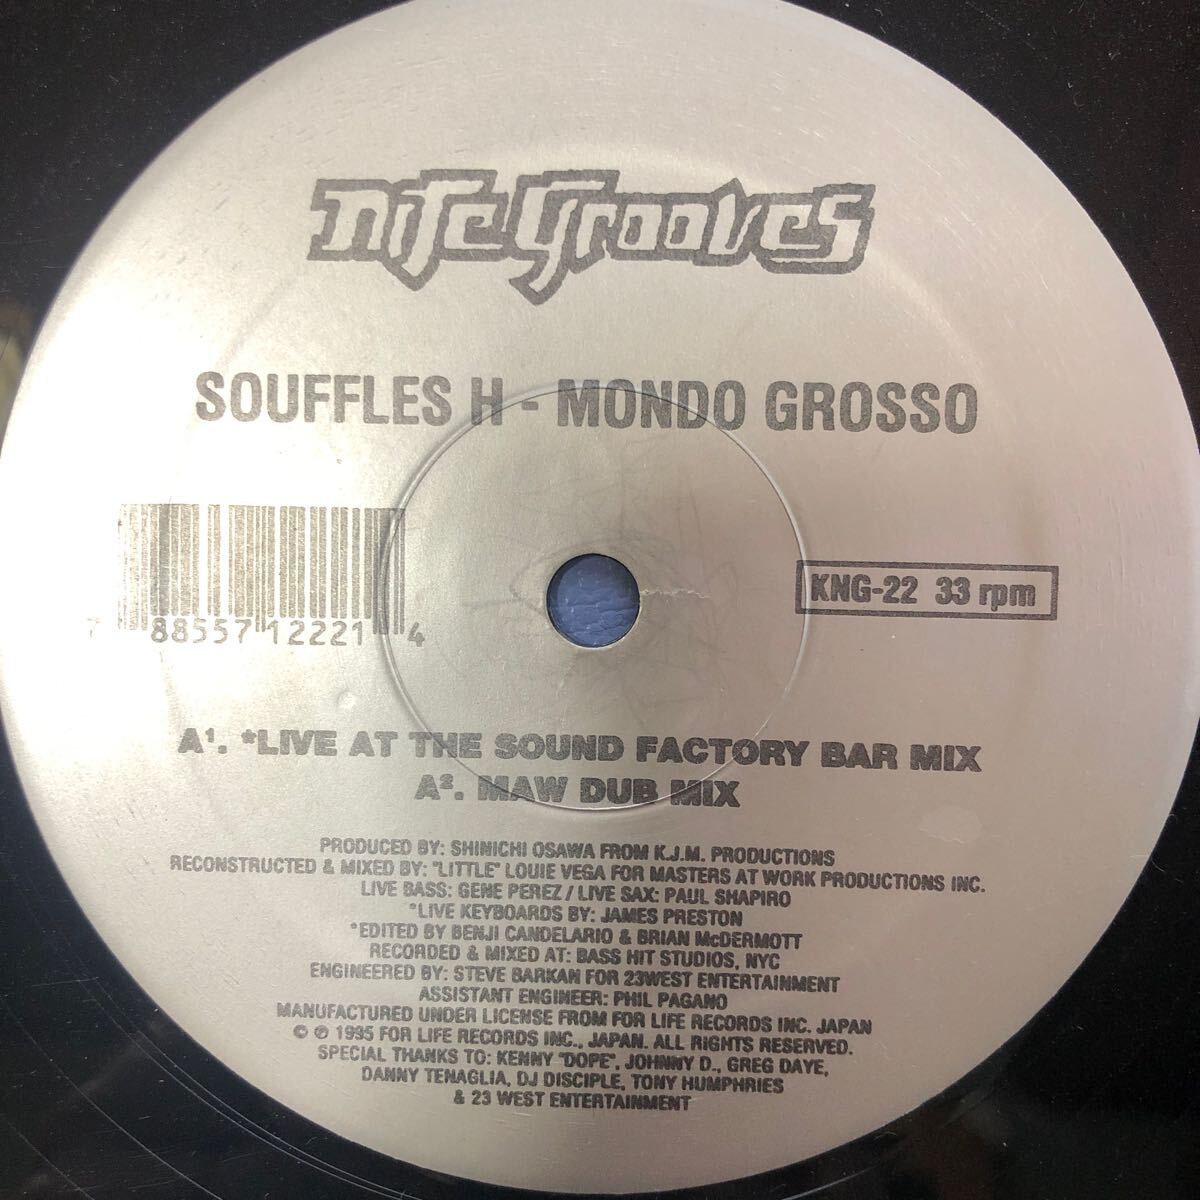 Nite Grooves
SOUFFLES H - MONDO GROSSO
KNG-22 33 rpm
7 88557 12221 4
A¹. *LIVE AT THE SOUND FACTORY BAR MIX
A². MAW DUB MIX
PRODUCED BY: SHINICHI OSAWA FROM K.J.M. PRODUCTIONS
RECONSTRUCTED & MIXED BY: "LITTLE" LOUIE VEGA FOR MASTERS AT WORK PRODUCTIONS INC.
LIVE BASS: GENE PEREZ / LIVE SAX: PAUL SHAPIRO
*LIVE KEYBOARDS BY: JAMES PRESTON
*EDITED BY BENJI CANDELARIO & BRIAN McDERMOTT
RECORDED & MIXED AT: BASS HIT STUDIOS, NYC
ENGINEERED BY: STEVE BARKAN FOR 23WEST ENTERTAINMENT
ASSISTANT ENGINEER: PHIL PAGANO
MANUFACTURED UNDER LICENSE FROM FOR LIFE RECORDS INC. JAPAN
© ℗ 1995 FOR LIFE RECORDS INC., JAPAN. ALL RIGHTS RESERVED.
SPECIAL THANKS TO: KENNY "DOPE", JOHNNY D., GREG DAYE,
DANNY TENAGLIA, DJ DISCIPLE, TONY HUMPHRIES
& 23 WEST ENTERTAINMENT